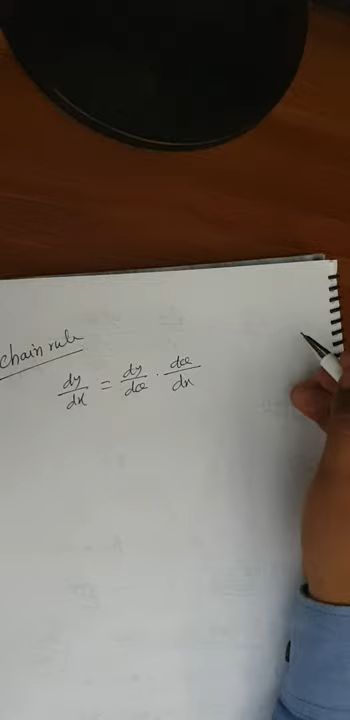 chain rule
dy/dx = dy/du · du/dx